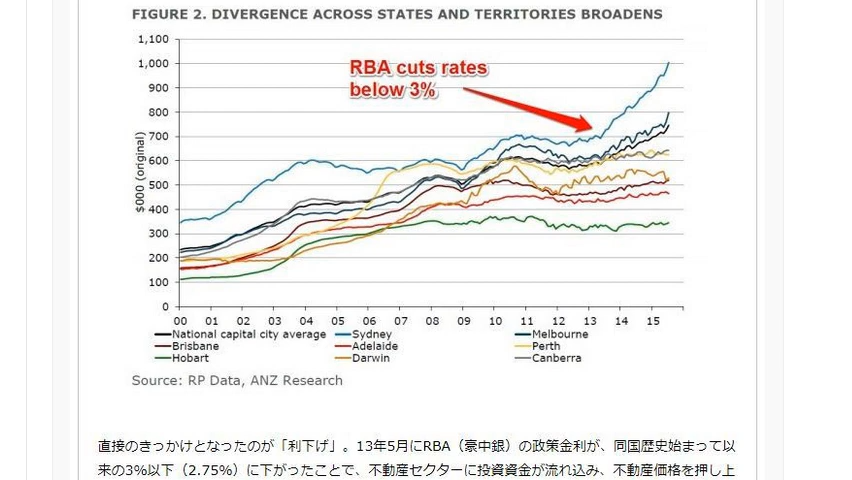 FIGURE 2. DIVERGENCE ACROSS STATES AND TERRITORIES BROADENS
1,100
1,000
900
800
700
600
500
400
300
200
100
0
$000 (original)
RBA cuts rates
below 3%
00 01 02 03 04 05 06 07 08 09 10 11 12 13 14 15
National capital city average Sydney Melbourne
Brisbane Adelaide Perth
Hobart Darwin Canberra
Source: RP Data, ANZ Research
直接のきっかけとなったのが「利下げ」。13年5月にRBA（豪中銀）の政策金利が、同国歴史始まって以
来の3%以下（2.75%）に下がったことで、不動産セクターに投資資金が流れ込み、不動産価格を押し上